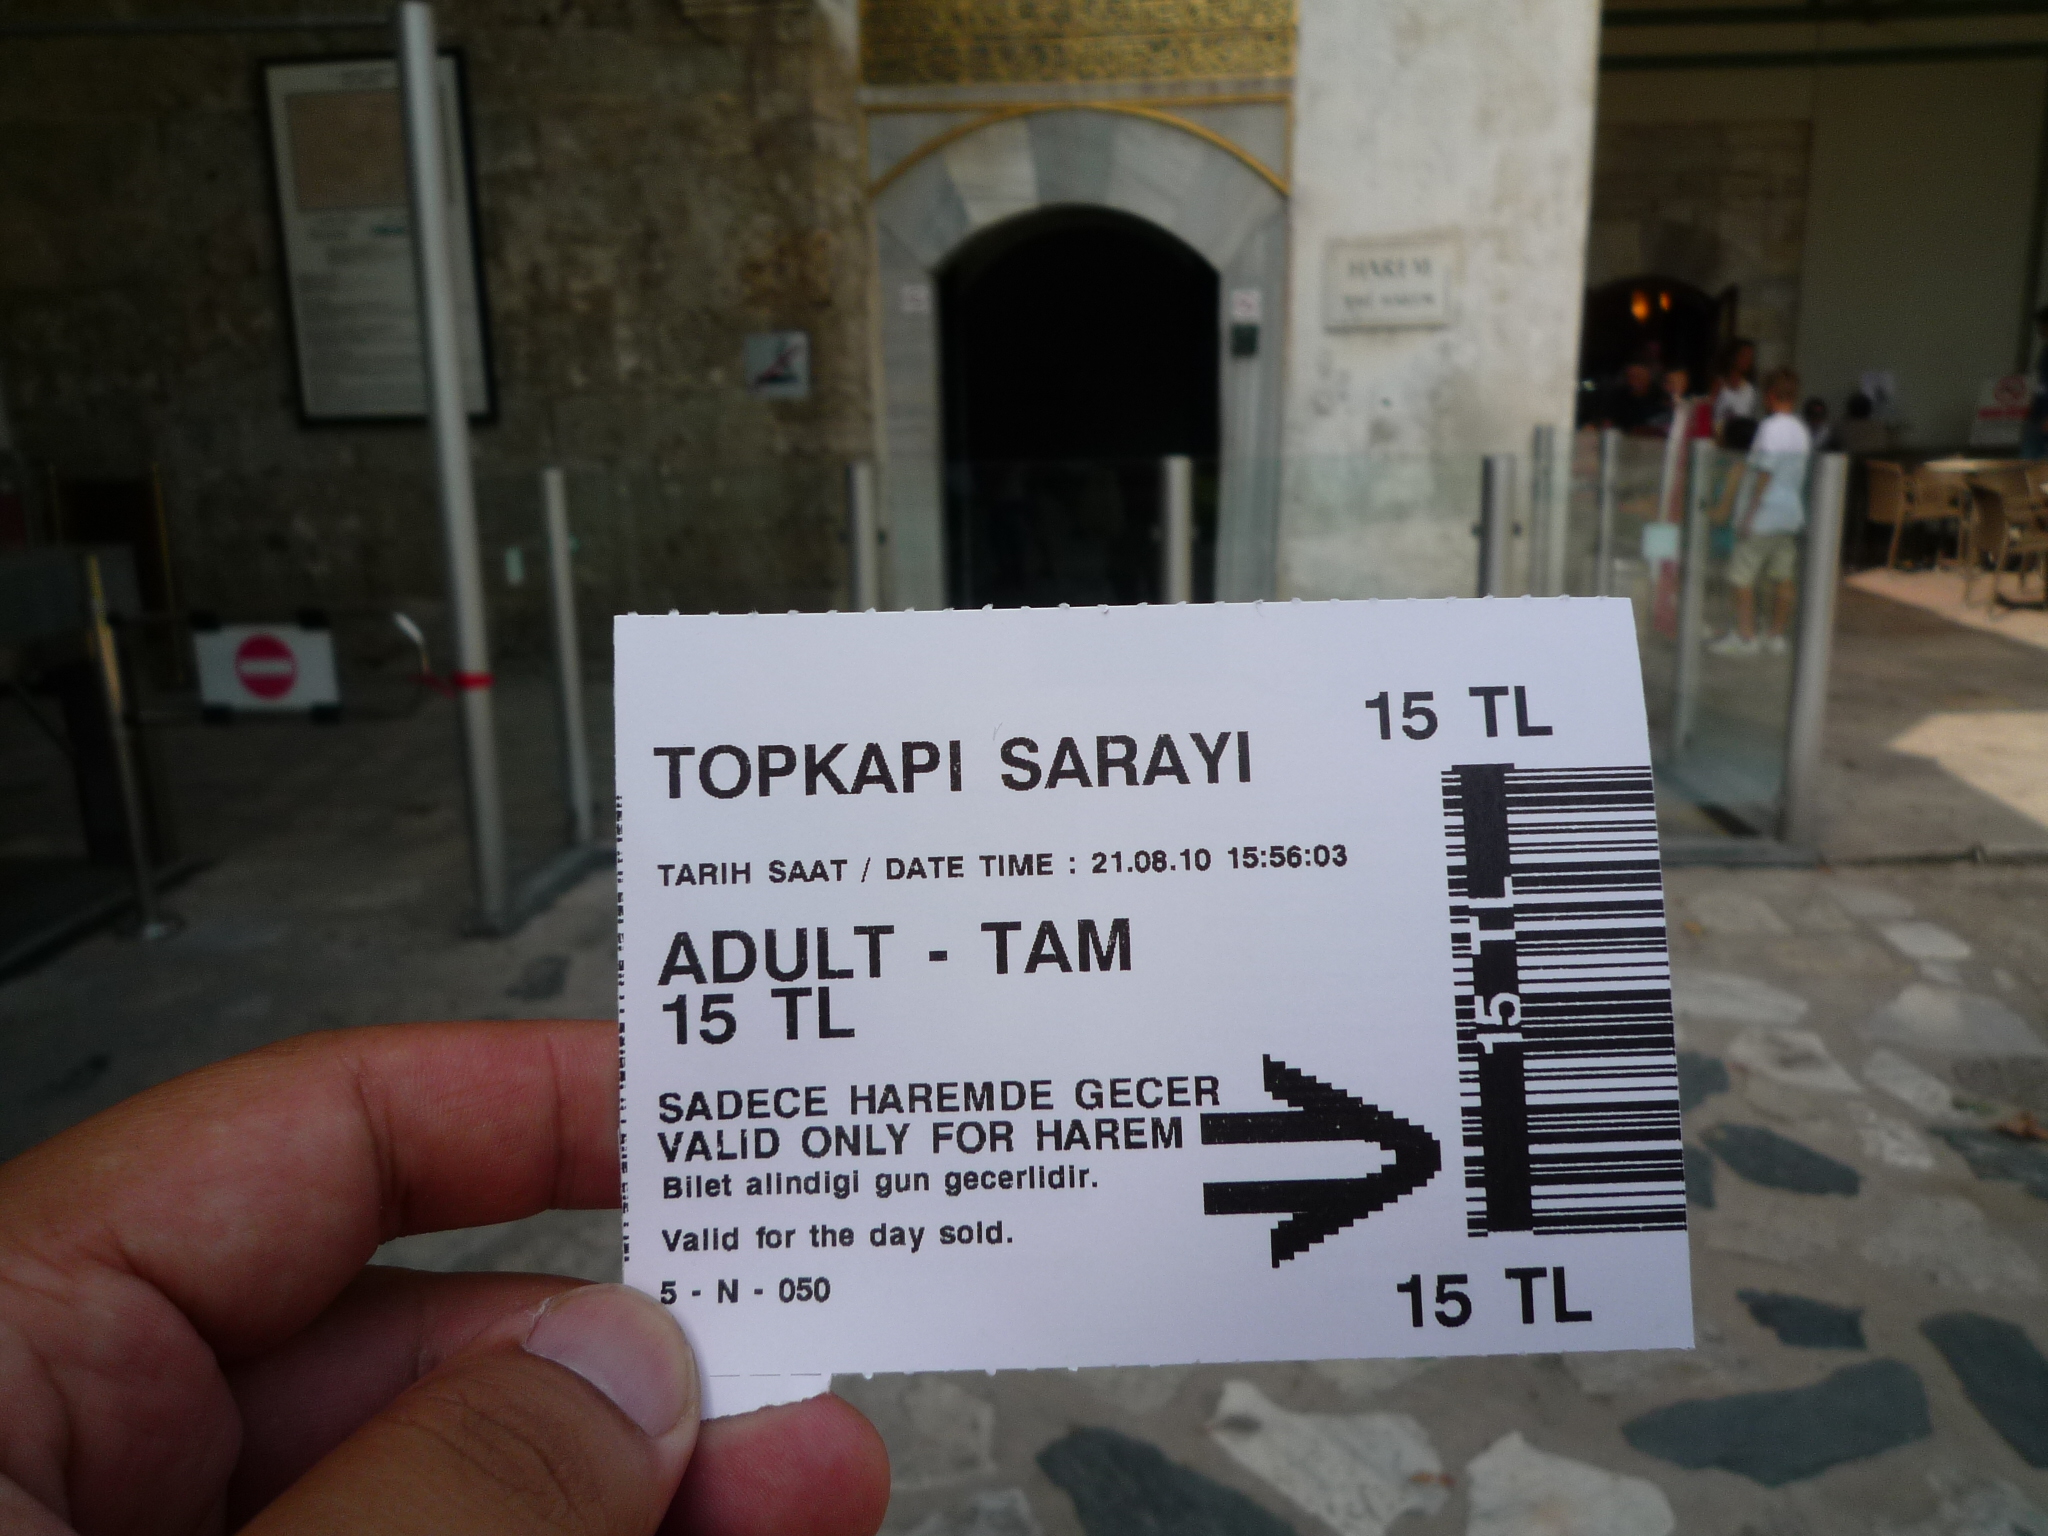 HAREM
15 TL
TOPKAPI SARAYI
TARIH SAAT / DATE TIME : 21.08.10 15:56:03
ADULT - TAM
15 TL
SADECE HAREMDE GECER
VALID ONLY FOR HAREM
Bilet alindigi gun gecerlidir.
Valid for the day sold.
5 - N - 050
15 TL
15 TL